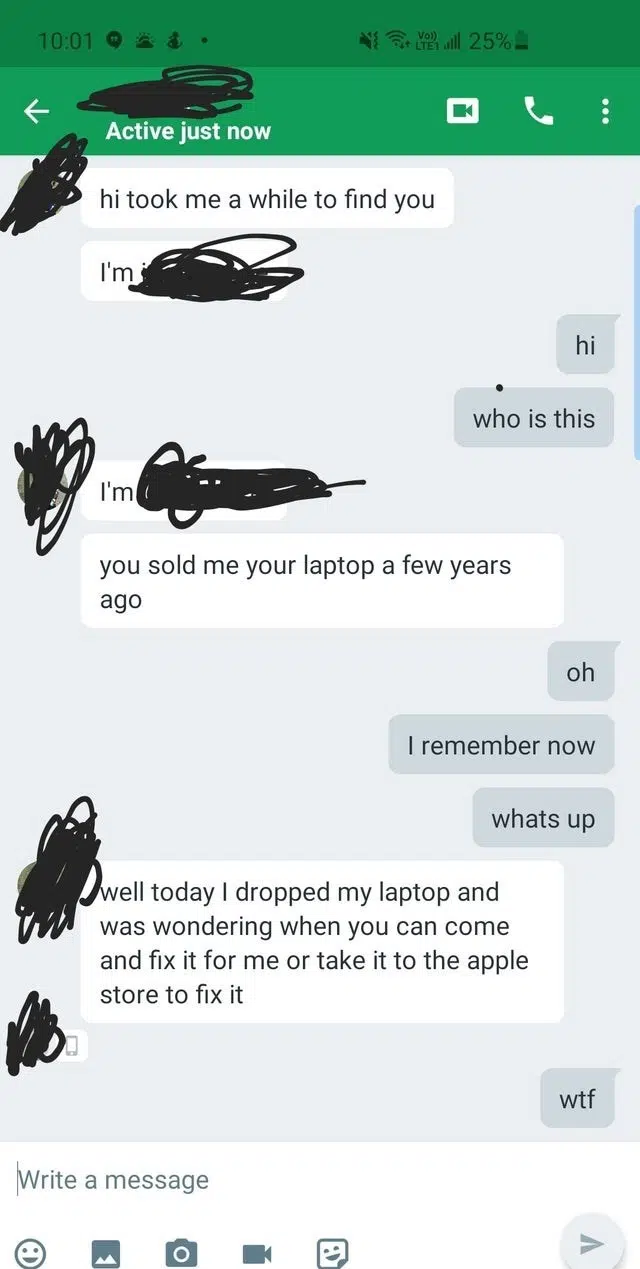 10:01
Vo)) LTE1 25%
Active just now
hi took me a while to find you
I'm
hi
who is this
I'm
you sold me your laptop a few years
ago
oh
I remember now
whats up
well today I dropped my laptop and
was wondering when you can come
and fix it for me or take it to the apple
store to fix it
wtf
Write a message